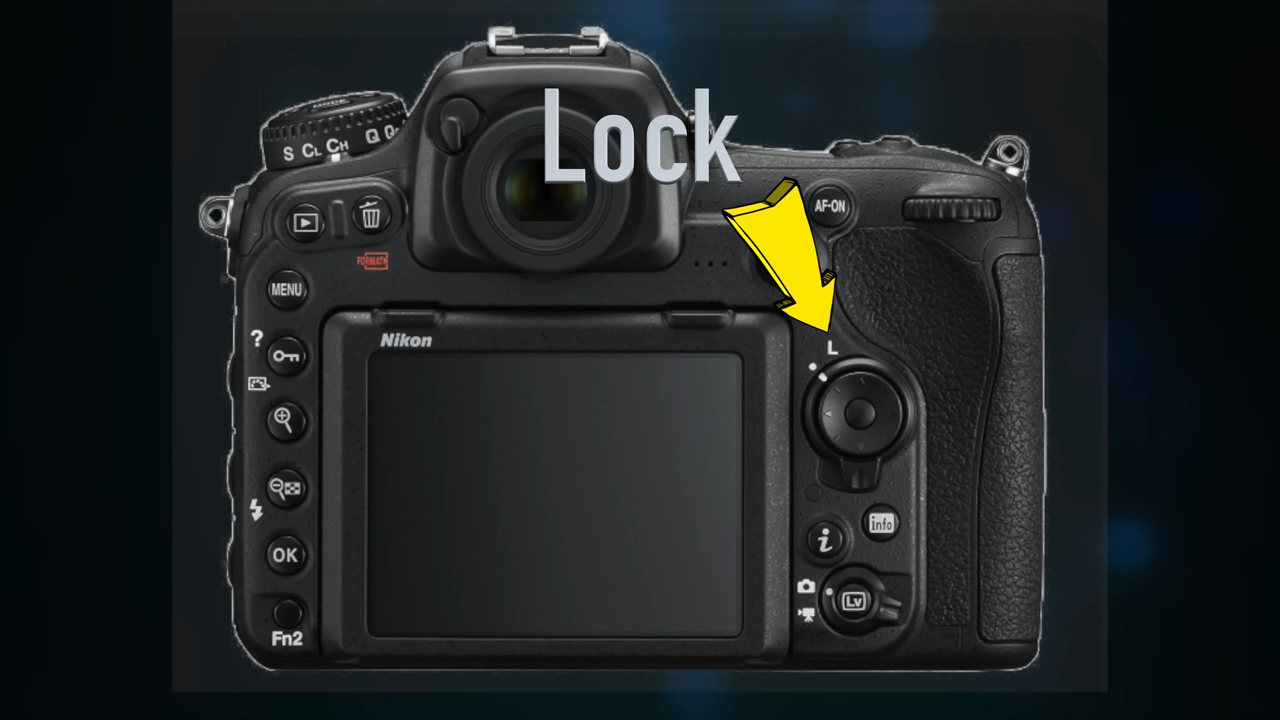 Lock
S CL CH Q
AF-ON
FORMAT
MENU
Nikon
L
?
info
i
OK
Lv
Fn2